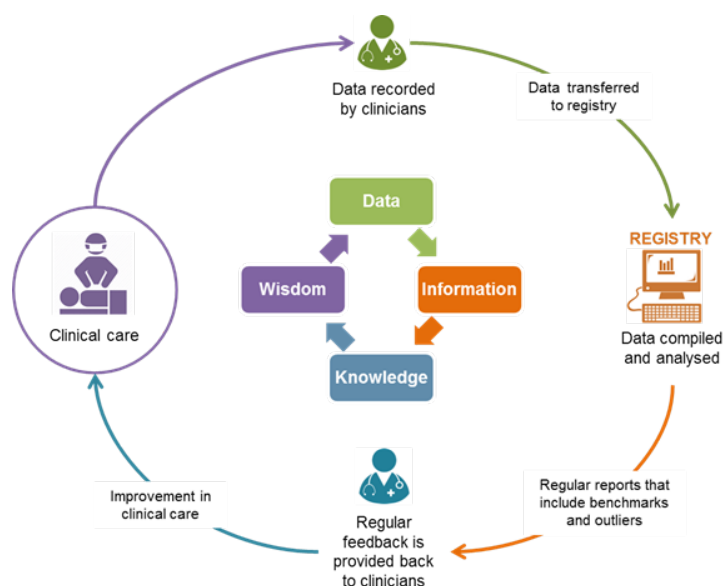 Data recorded
by clinicians
Data transferred
to registry
Data
REGISTRY
Wisdom
Information
Clinical care
Data compiled
and analysed
Knowledge
Improvement in
clinical care
Regular
feedback is
provided back
to clinicians
Regular reports that
include benchmarks
and outliers